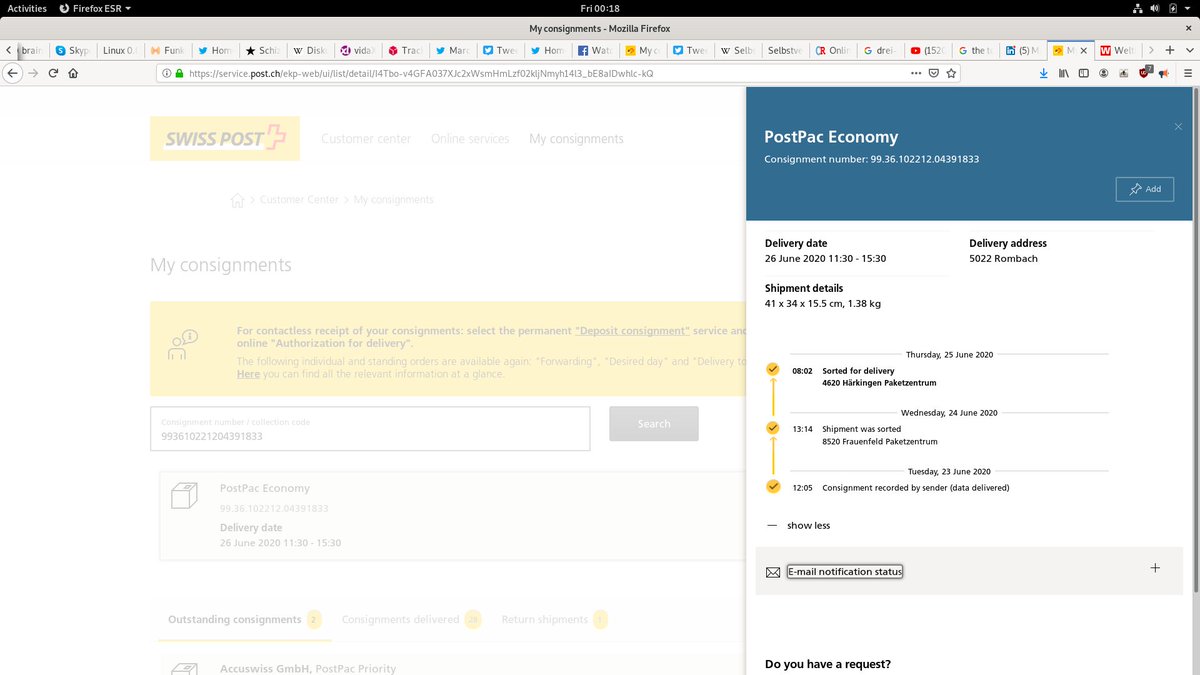 Activities Firefox ESR Fri 00:18
My consignments - Mozilla Firefox
brain Skyp Linux 0. Funk Hom Schla Disko vidaX Trac Marc Twee Hom Watc My co Twee Selbs Selbstve Onlin drei- (152 the tu (5) M M Welt
https://service.post.ch/ekp-web/ui/list/detail/
SWISS POST Customer center Online services My consignments
Customer Center > My consignments
My consignments
For contactless receipt of your consignments: select the permanent "Deposit consignment" service and
online "Authorization for delivery".
The following individual and standing orders are available again: "Forwarding", "Desired day" and "Delivery to
Here you can find all the relevant information at a glance.
Consignment number / collection code
993610221204391833
Search
PostPac Economy
99.36.102212.04391833
Delivery date
26 June 2020 11:30 - 15:30
Outstanding consignments 2 Consignments delivered 28 Return shipments 1
Accuswiss GmbH, PostPac Priority
PostPac Economy
Consignment number: 99.36.102212.04391833
Add
Delivery date
26 June 2020 11:30 - 15:30
Delivery address
5022 Rombach
Shipment details
41 x 34 x 15.5 cm, 1.38 kg
Thursday, 25 June 2020
08:02 Sorted for delivery
4620 Härkingen Paketzentrum
Wednesday, 24 June 2020
13:14 Shipment was sorted
8520 Frauenfeld Paketzentrum
Tuesday, 23 June 2020
12:05 Consignment recorded by sender (data delivered)
show less
E-mail notification status
Do you have a request?